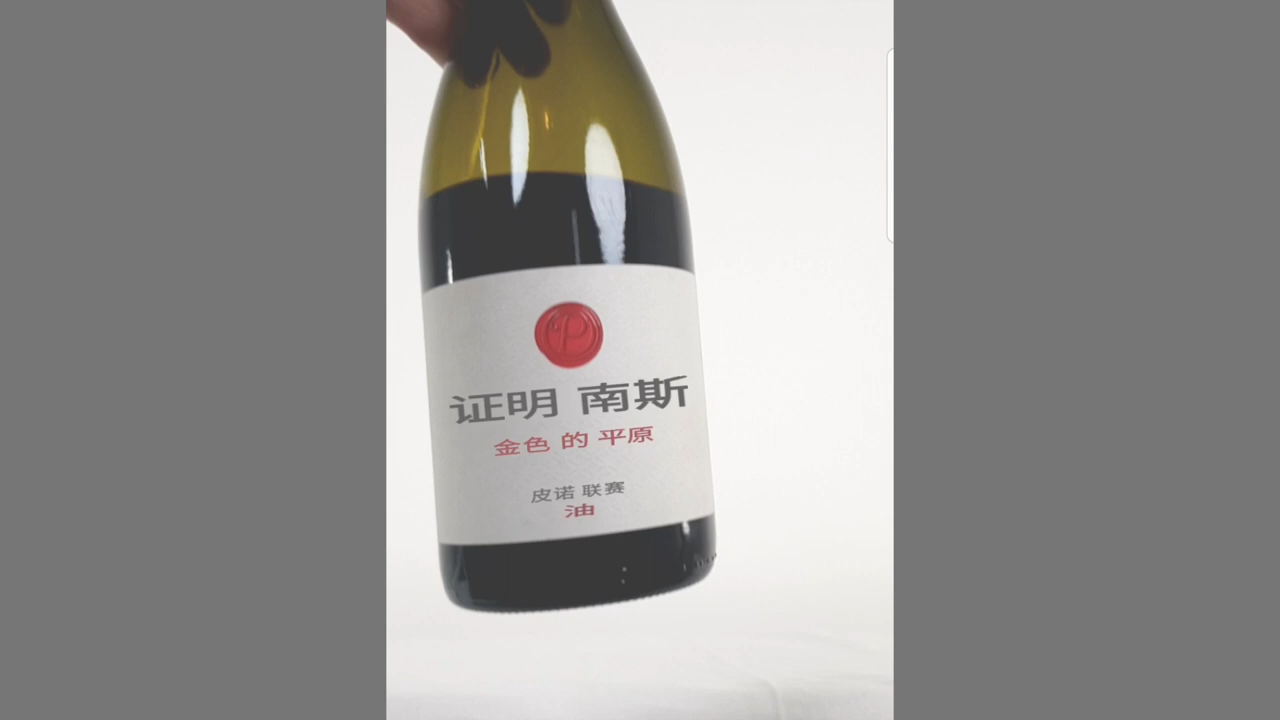 P
证明 南斯
金色 的 平原
皮诺 联赛
油